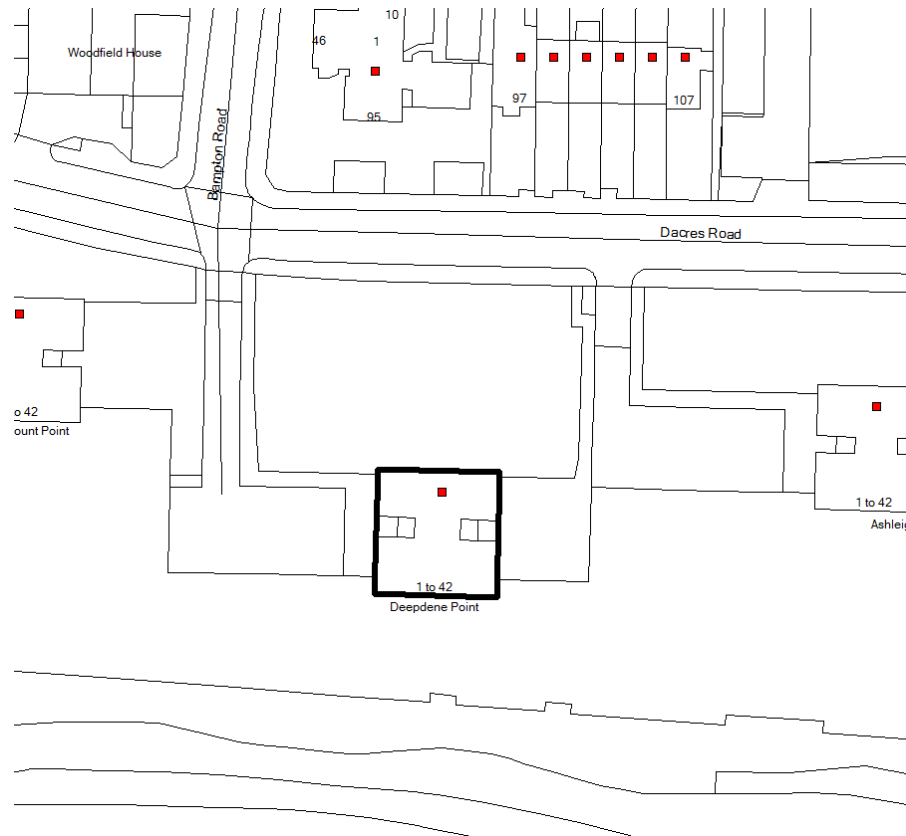 10
46
1
Woodfield House
97
107
95
Bampton Road
Dacres Road
o 42
ount Point
1 to 42
Ashleig
1 to 42
Deepdene Point